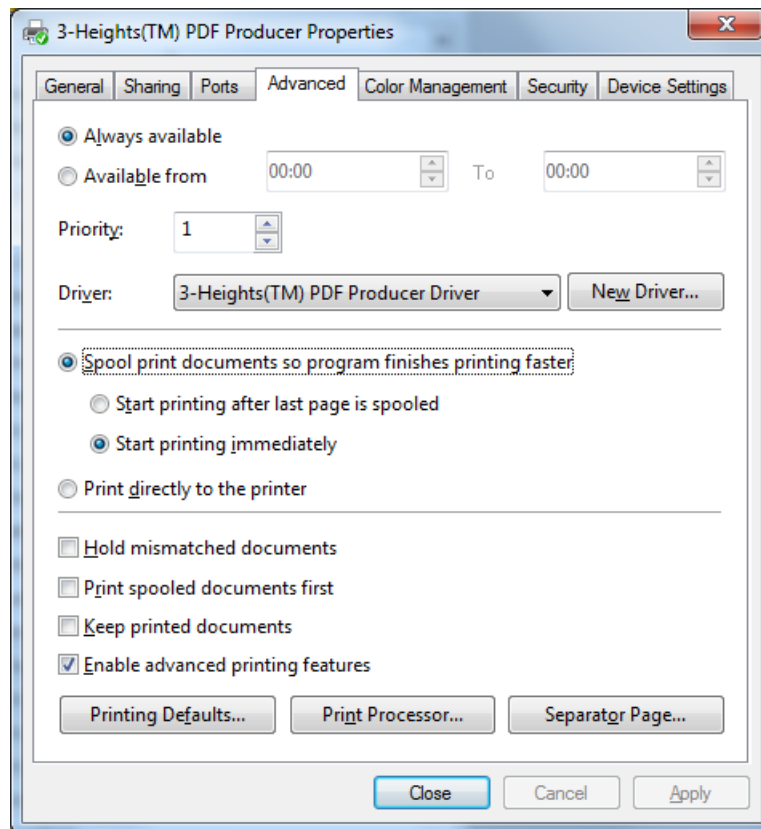 3-Heights(TM) PDF Producer Properties
General Sharing Ports Advanced Color Management Security Device Settings
Always available
Available from 00:00 To 00:00
Priority: 1
Driver: 3-Heights(TM) PDF Producer Driver New Driver...
Spool print documents so program finishes printing faster
Start printing after last page is spooled
Start printing immediately
Print directly to the printer
Hold mismatched documents
Print spooled documents first
Keep printed documents
Enable advanced printing features
Printing Defaults... Print Processor... Separator Page...
Close Cancel Apply